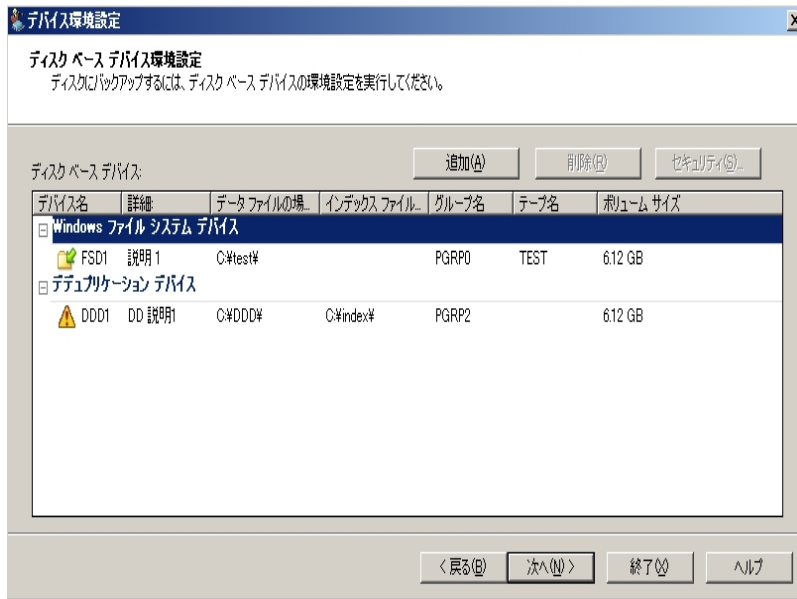 デバイス環境設定
ディスク ベース デバイス環境設定
ディスクにバックアップするには、ディスク ベース デバイスの環境設定を実行してください。
ディスク ベース デバイス:
追加(A) 削除(R) セキュリティ(S)...
デバイス名 詳細 データ ファイルの場... インデックス ファイル... グループ名 テープ名 ボリューム サイズ
Windows ファイル システム デバイス
FSD1 説明1 C:¥test¥ PGRP0 TEST 6.12 GB
デデュプリケーション デバイス
DDD1 DD 説明1 C:¥DDD¥ C:¥index¥ PGRP2 6.12 GB
< 戻る(B) 次へ(N) > 終了(X) ヘルプ